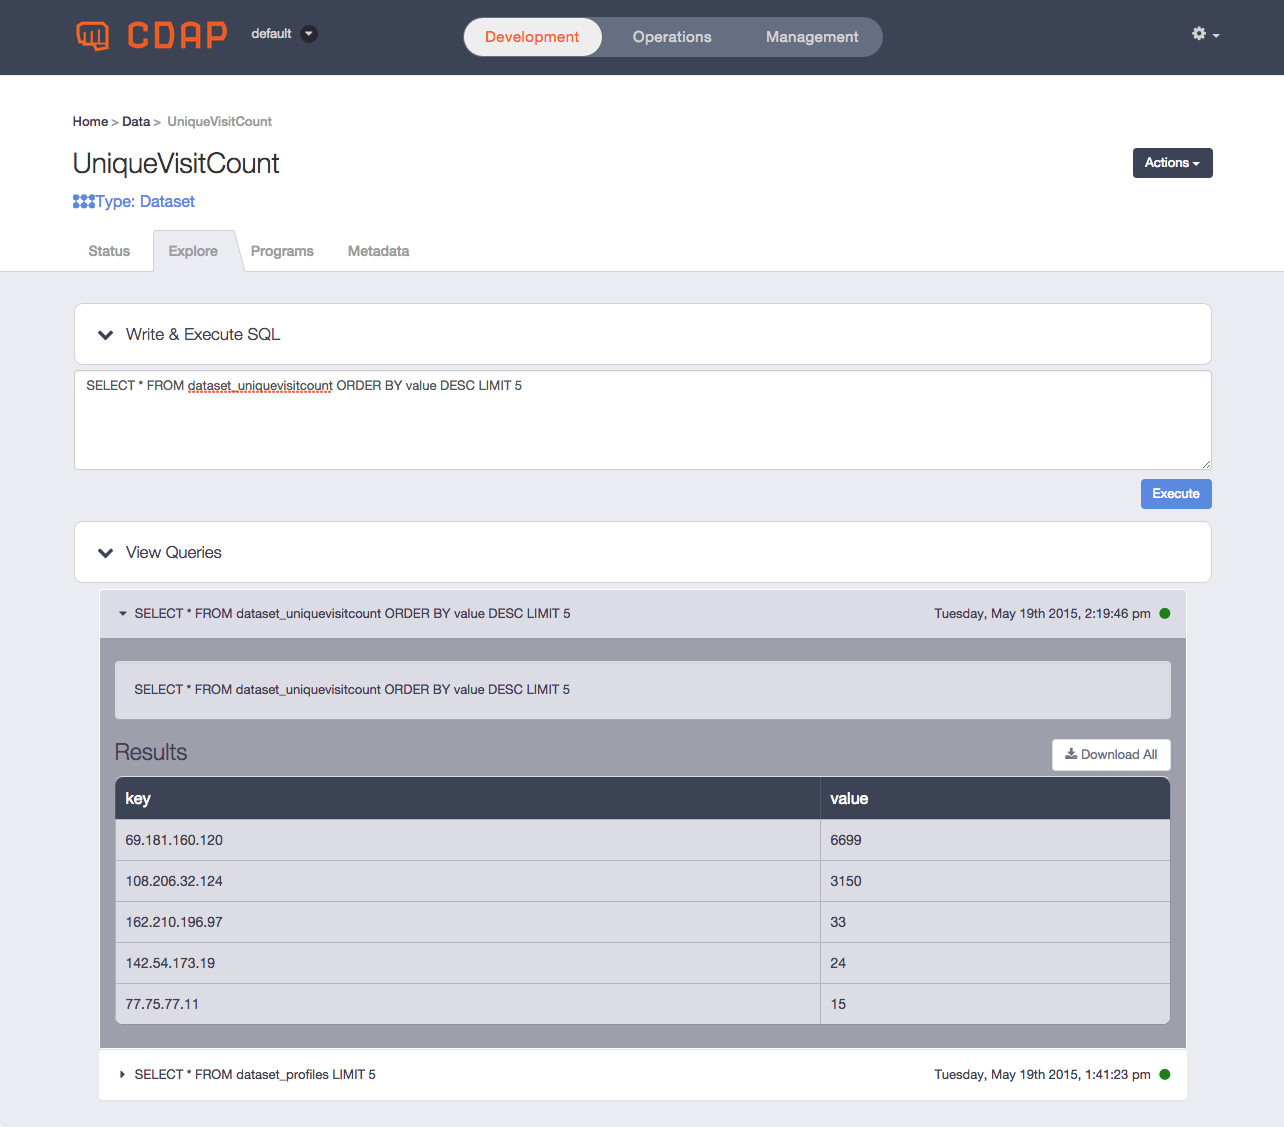 CDAP default Development Operations Management
Home > Data > UniqueVisitCount
UniqueVisitCount
Actions
Type: Dataset
Status Explore Programs Metadata
Write & Execute SQL
SELECT * FROM dataset_uniquevisitcount ORDER BY value DESC LIMIT 5
Execute
View Queries
SELECT * FROM dataset_uniquevisitcount ORDER BY value DESC LIMIT 5 Tuesday, May 19th 2015, 2:19:46 pm
SELECT * FROM dataset_uniquevisitcount ORDER BY value DESC LIMIT 5
Results Download All
key value
69.181.160.120 6699
108.206.32.124 3150
162.210.196.97 33
142.54.173.19 24
77.75.77.11 15
SELECT * FROM dataset_profiles LIMIT 5 Tuesday, May 19th 2015, 1:41:23 pm